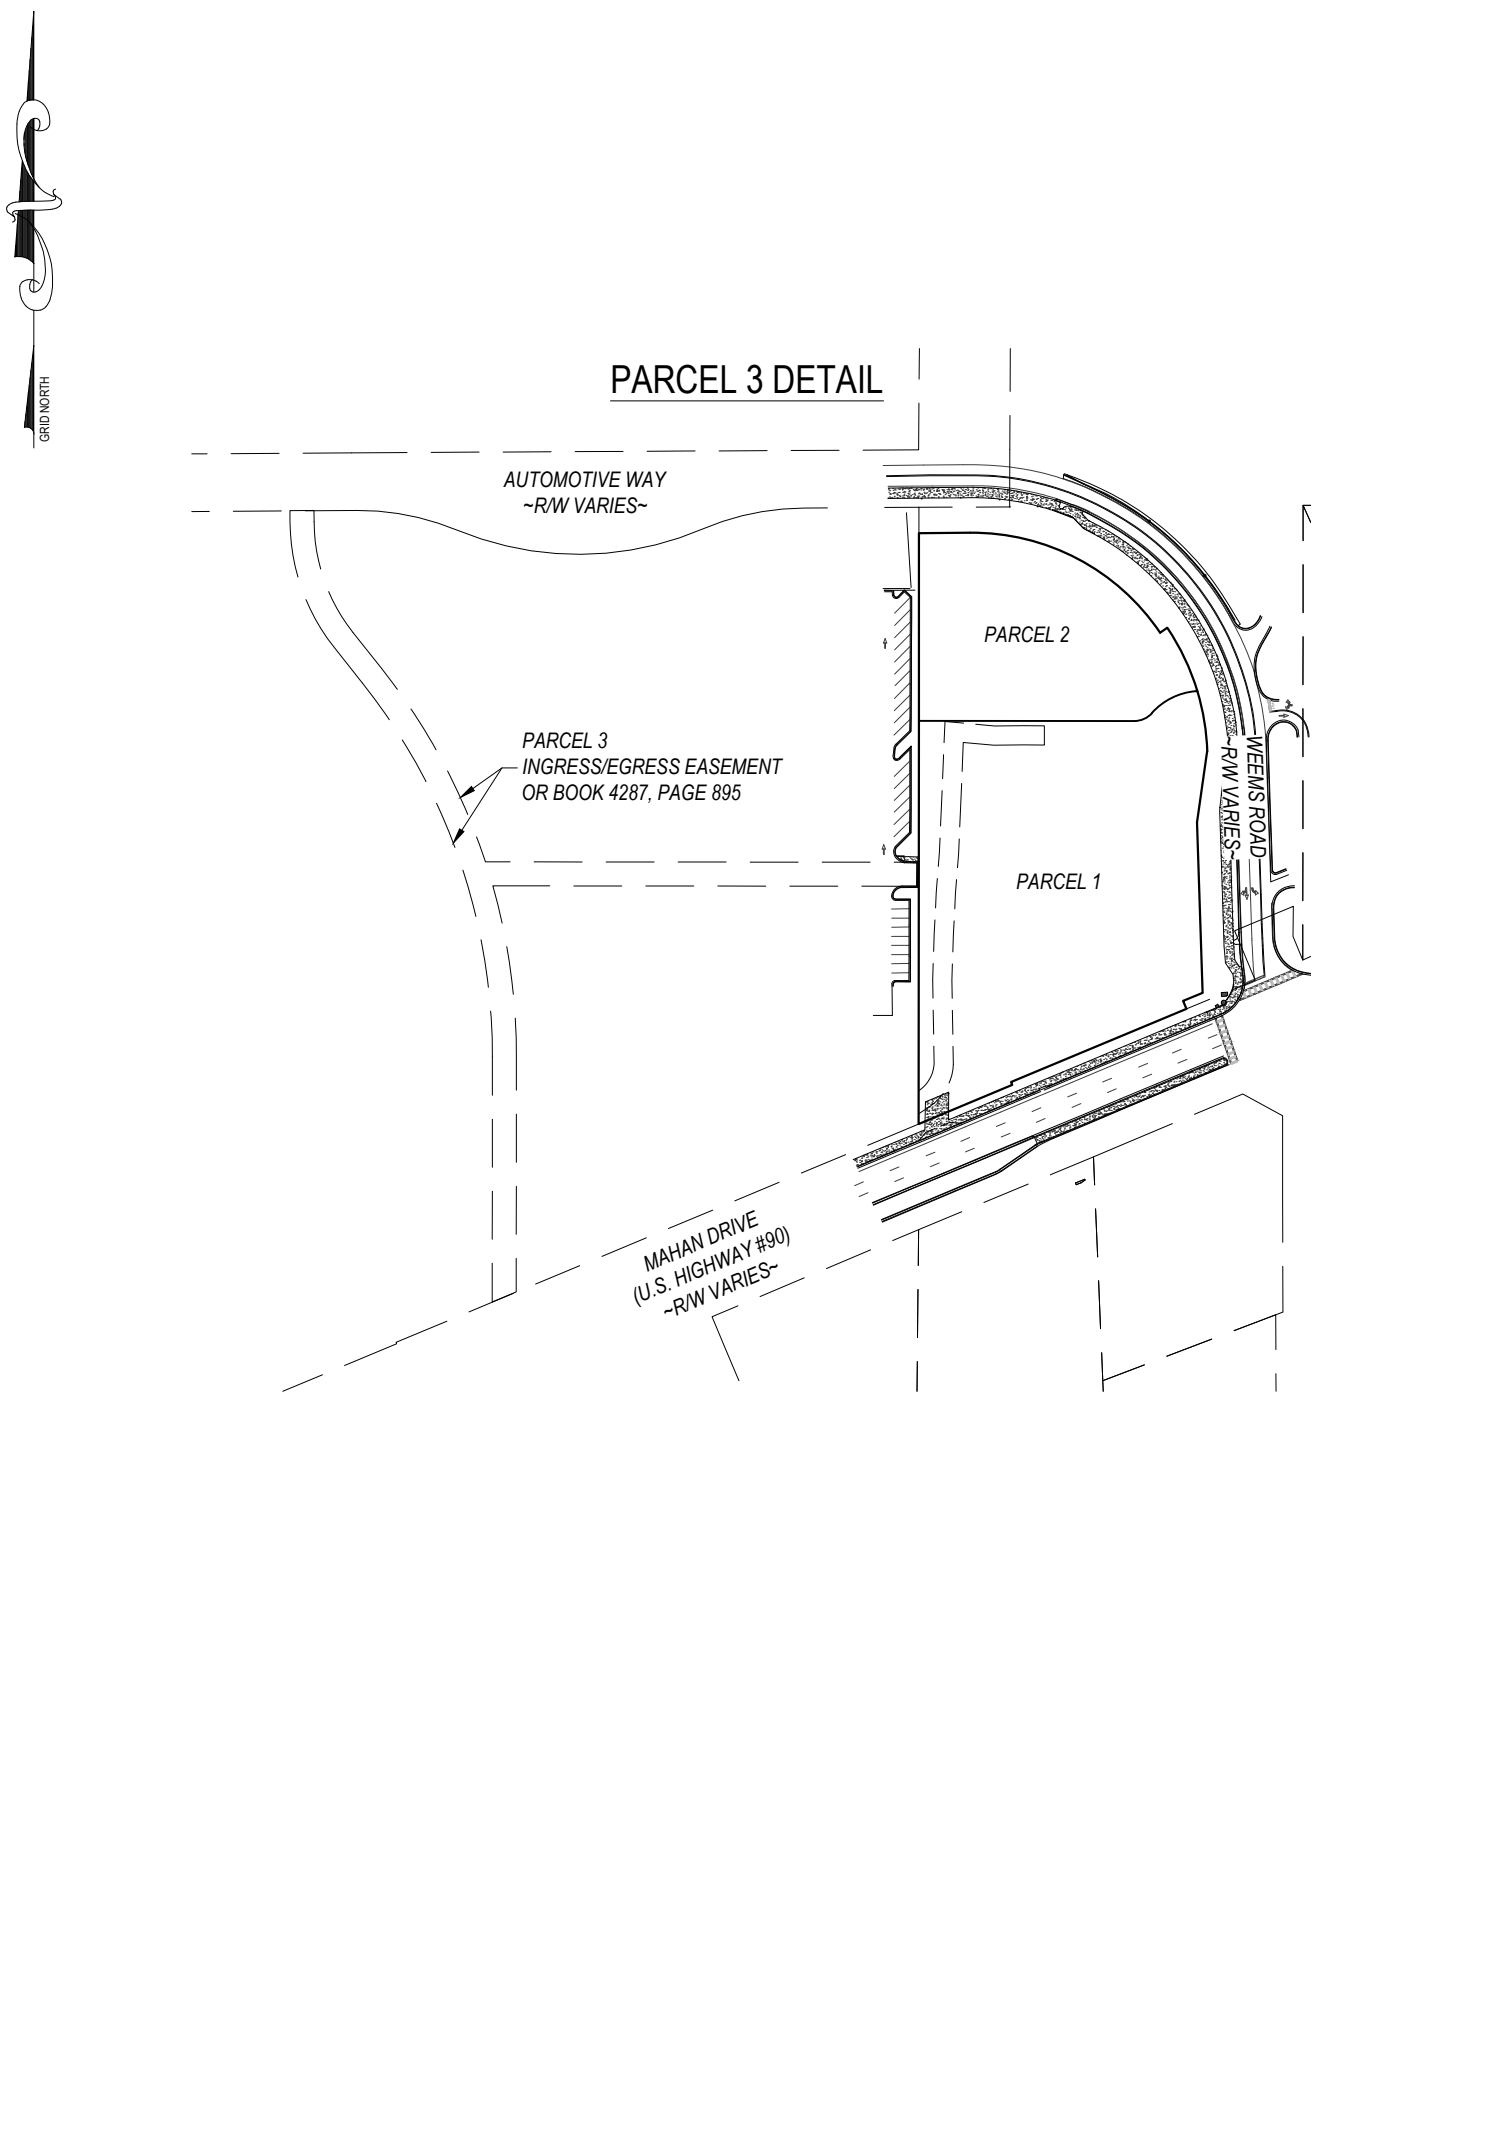 GRID NORTH
PARCEL 3 DETAIL
AUTOMOTIVE WAY
~R/W VARIES~
PARCEL 2
PARCEL 3
INGRESS/EGRESS EASEMENT
OR BOOK 4287, PAGE 895
WEEMS ROAD
~R/W VARIES~
PARCEL 1
MAHAN DRIVE
(U.S. HIGHWAY #90)
~R/W VARIES~